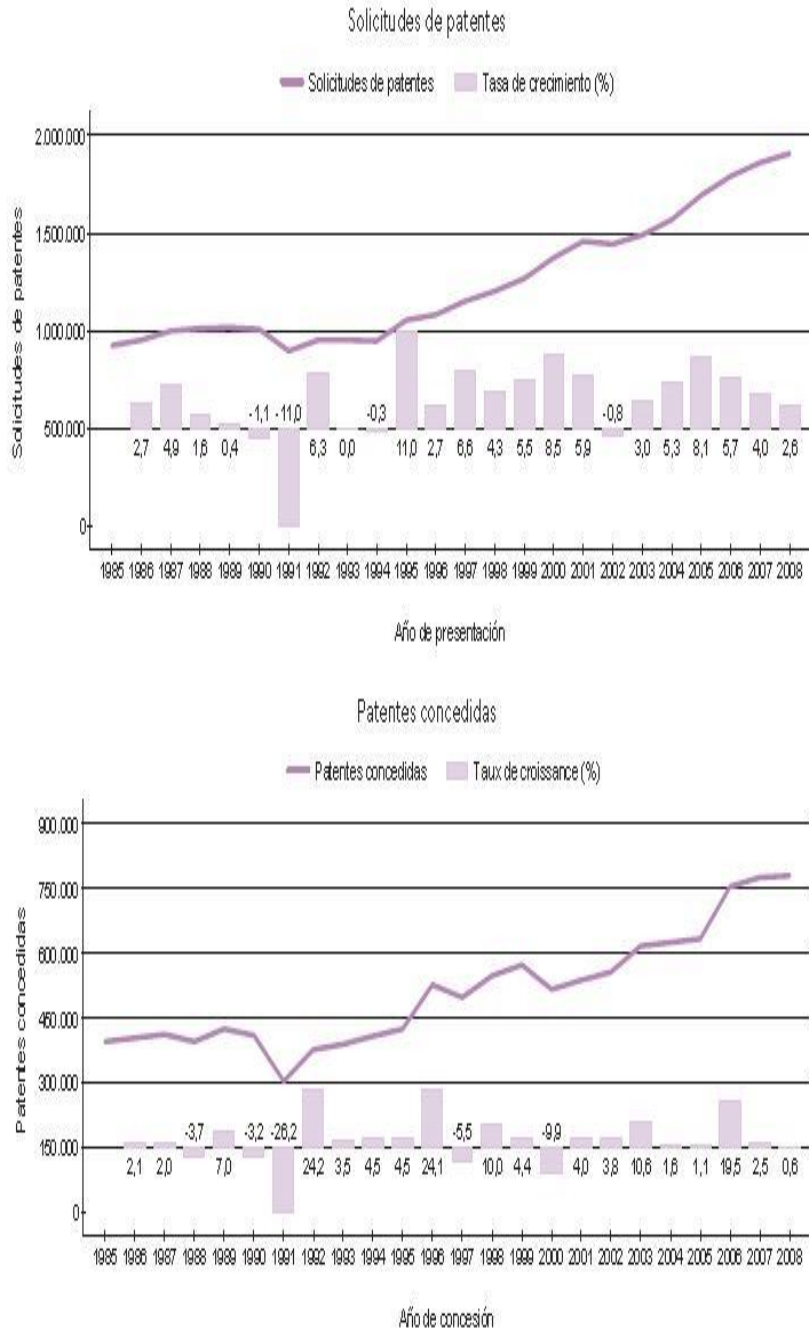 Solicitudes de patentes
Solicitudes de patentes Tasa de crecimiento (%)
Solicitudes de patentes
2.000.000
1.500.000
1.000.000
500.000
0
-1,1 -11,0 -0,3 -0,8
2,7 4,9 1,6 0,4 6,3 0,0 11,0 2,7 6,6 4,3 5,5 8,5 5,9 3,0 5,3 8,1 5,7 4,0 2,6
1985 1986 1987 1988 1989 1990 1991 1992 1993 1994 1995 1996 1997 1998 1999 2000 2001 2002 2003 2004 2005 2006 2007 2008
Año de presentación
Patentes concedidas
Patentes concedidas Taux de croissance (%)
Patentes concedidas
900.000
750.000
600.000
450.000
300.000
150.000
0
-3,7 -3,2 -26,2 -5,5 -9,9
2,1 2,0 7,0 24,2 3,5 4,5 4,5 24,1 10,0 4,4 4,0 3,8 10,6 1,6 1,1 19,5 2,5 0,6
1985 1986 1987 1988 1989 1990 1991 1992 1993 1994 1995 1996 1997 1998 1999 2000 2001 2002 2003 2004 2005 2006 2007 2008
Año de concesión